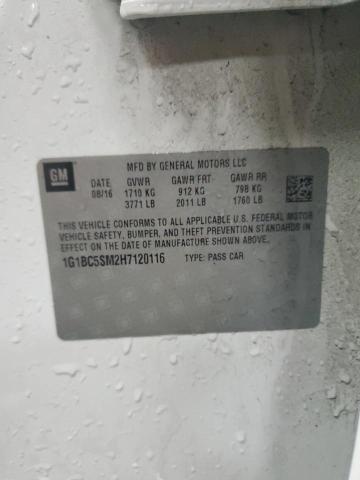 GM
MFD BY GENERAL MOTORS LLC
DATE GVWR GAWR FRT GAWR RR
08/16 1710 KG 912 KG 798 KG
3771 LB 2011 LB 1760 LB
THIS VEHICLE CONFORMS TO ALL APPLICABLE U.S. FEDERAL MOTOR
VEHICLE SAFETY, BUMPER, AND THEFT PREVENTION STANDARDS IN
EFFECT ON THE DATE OF MANUFACTURE SHOWN ABOVE.
1G1BC5SM2H7120116 TYPE: PASS CAR